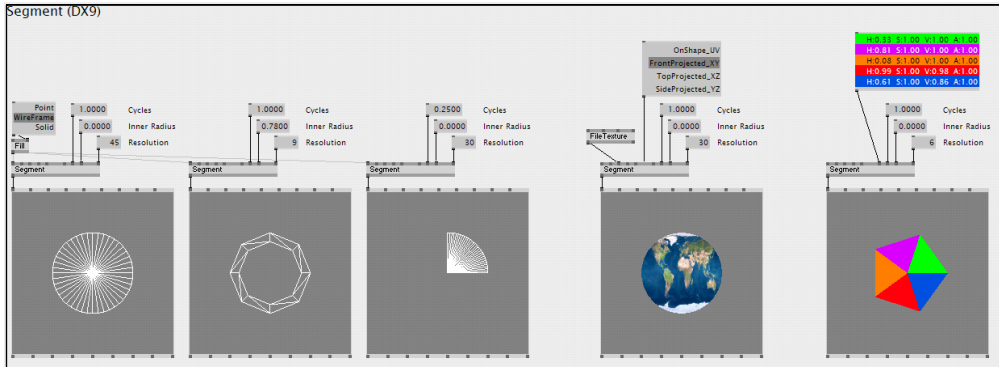 Segment (DX9)
Point
WireFrame
Solid
Fill
1.0000 Cycles
0.0000 Inner Radius
45 Resolution
Segment
1.0000 Cycles
0.7800 Inner Radius
9 Resolution
Segment
0.2500 Cycles
0.0000 Inner Radius
30 Resolution
Segment
OnShape_UV
FrontProjected_XY
TopProjected_XZ
SideProjected_YZ
FileTexture
1.0000 Cycles
0.0000 Inner Radius
30 Resolution
Segment
H:0.33 S:1.00 V:1.00 A:1.00
H:0.81 S:1.00 V:1.00 A:1.00
H:0.08 S:1.00 V:1.00 A:1.00
H:0.99 S:1.00 V:0.98 A:1.00
H:0.61 S:1.00 V:0.86 A:1.00
1.0000 Cycles
0.0000 Inner Radius
6 Resolution
Segment